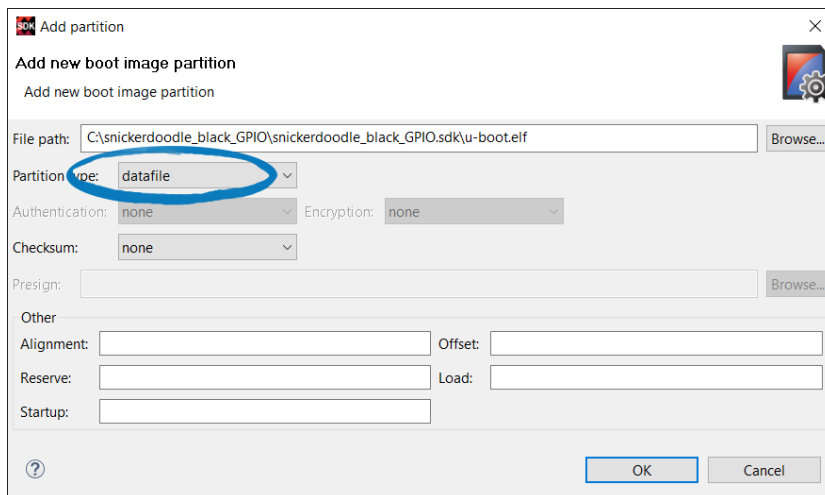 SDK Add partition
Add new boot image partition
Add new boot image partition
File path: C:\snickerdoodle_black_GPIO\snickerdoodle_black_GPIO.sdk\u-boot.elf Browse...
Partition type: datafile
Authentication: none Encryption: none
Checksum: none
Presign: Browse...
Other
Alignment: Offset:
Reserve: Load:
Startup:
? OK Cancel